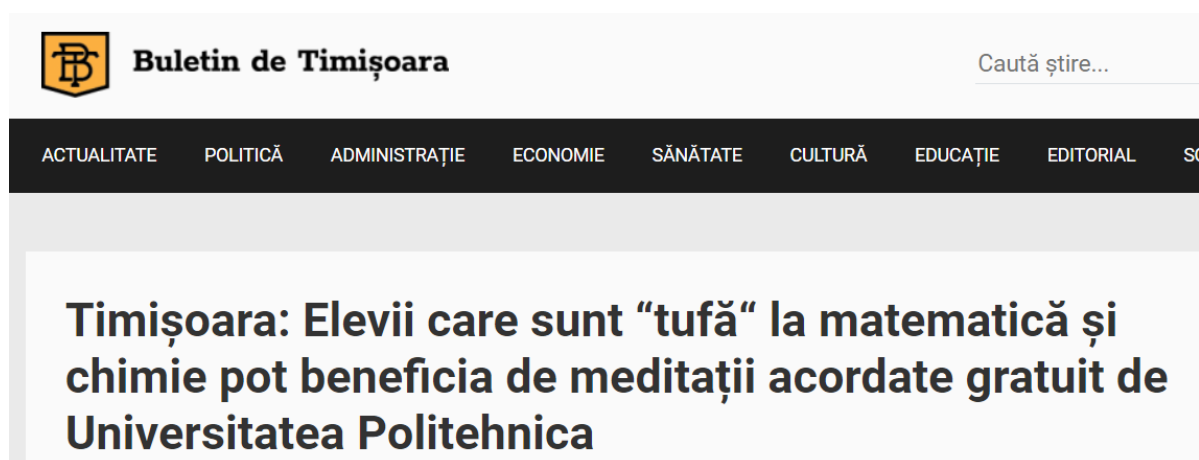 Buletin de Timișoara
Caută știre...
ACTUALITATE POLITICĂ ADMINISTRAȚIE ECONOMIE SĂNĂTATE CULTURĂ EDUCAȚIE EDITORIAL
Timișoara: Elevii care sunt “tufă“ la matematică și
chimie pot beneficia de meditații acordate gratuit de
Universitatea Politehnica